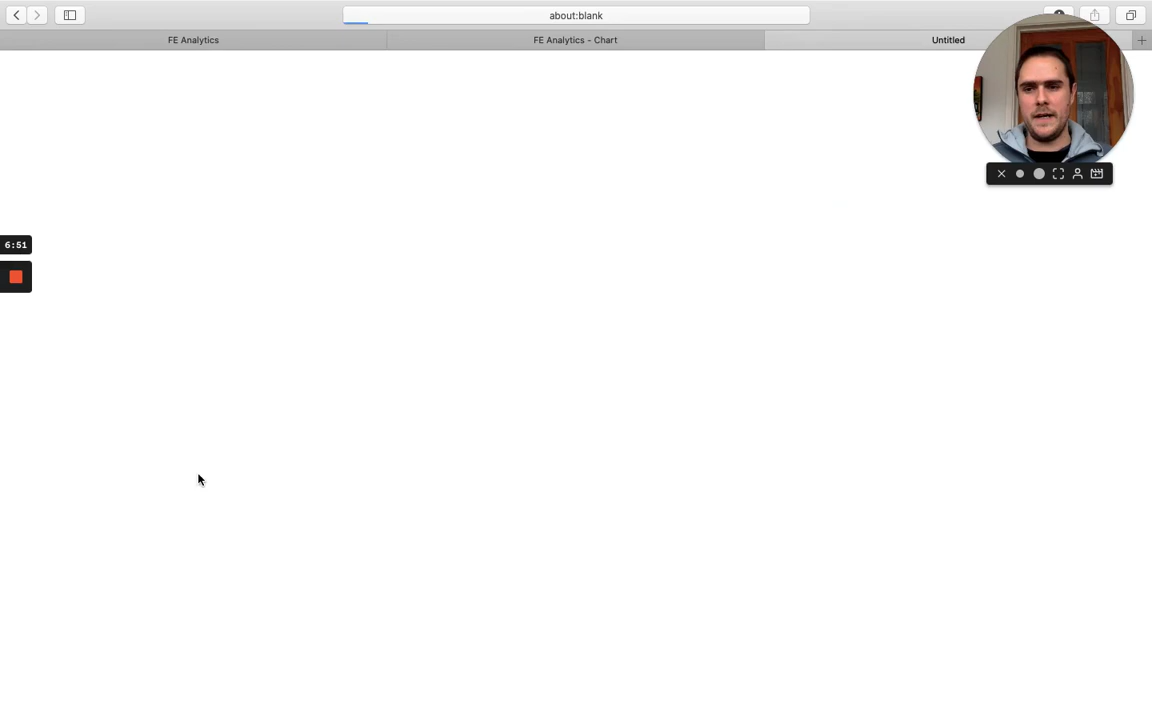 about:blank
FE Analytics
FE Analytics - Chart
Untitled
6:51